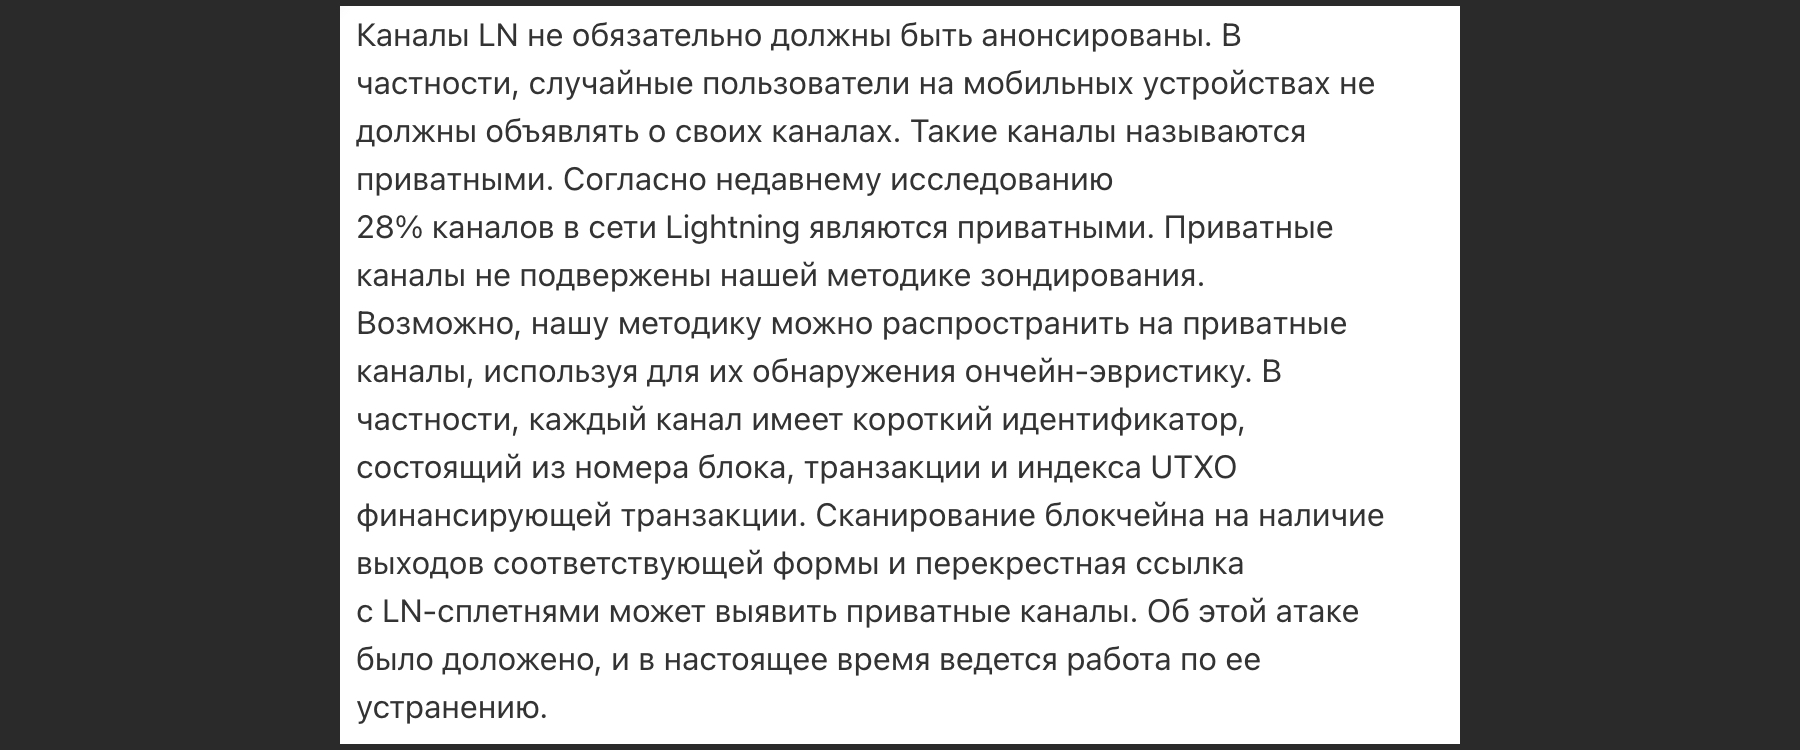 Каналы LN не обязательно должны быть анонсированы. В
частности, случайные пользователи на мобильных устройствах не
должны объявлять о своих каналах. Такие каналы называются
приватными. Согласно недавнему исследованию
28% каналов в сети Lightning являются приватными. Приватные
каналы не подвержены нашей методике зондирования.
Возможно, нашу методику можно распространить на приватные
каналы, используя для их обнаружения ончейн-эвристику. В
частности, каждый канал имеет короткий идентификатор,
состоящий из номера блока, транзакции и индекса UTXO
финансирующей транзакции. Сканирование блокчейна на наличие
выходов соответствующей формы и перекрестная ссылка
с LN-сплетнями может выявить приватные каналы. Об этой атаке
было доложено, и в настоящее время ведется работа по ее
устранению.